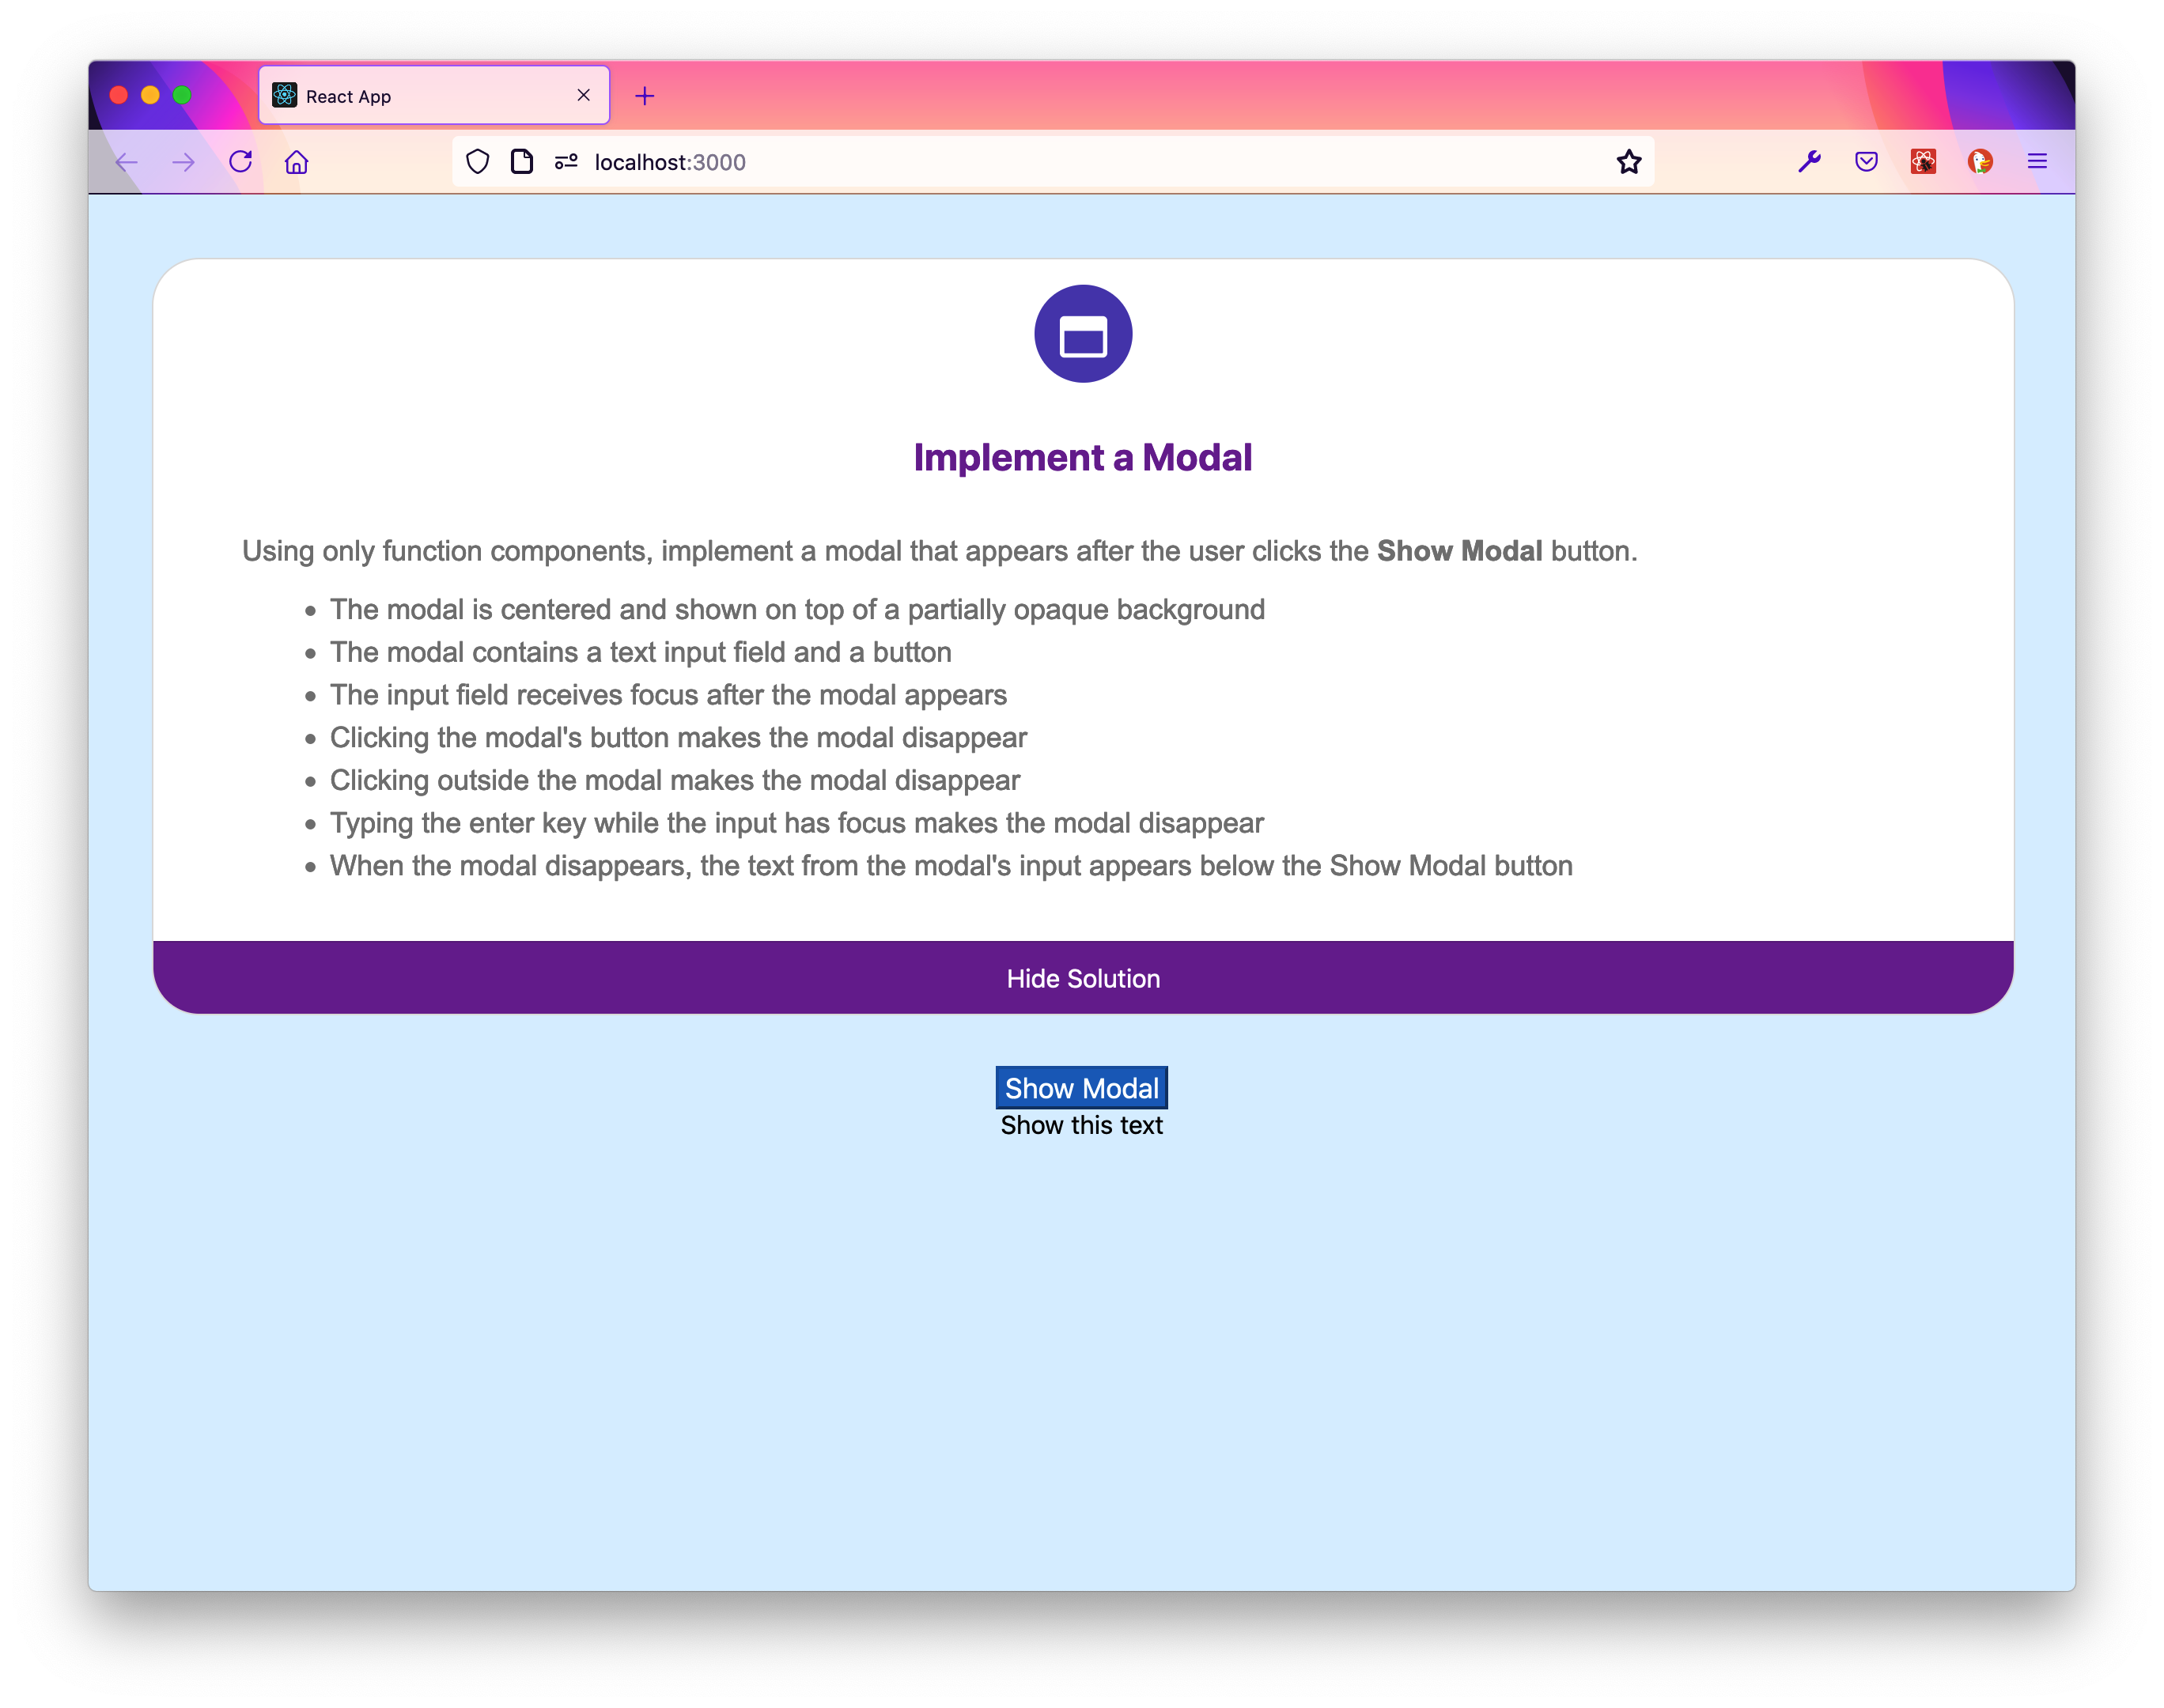 React App
localhost:3000
Implement a Modal
Using only function components, implement a modal that appears after the user clicks the Show Modal button.
• The modal is centered and shown on top of a partially opaque background
• The modal contains a text input field and a button
• The input field receives focus after the modal appears
• Clicking the modal's button makes the modal disappear
• Clicking outside the modal makes the modal disappear
• Typing the enter key while the input has focus makes the modal disappear
• When the modal disappears, the text from the modal's input appears below the Show Modal button
Hide Solution
Show Modal
Show this text